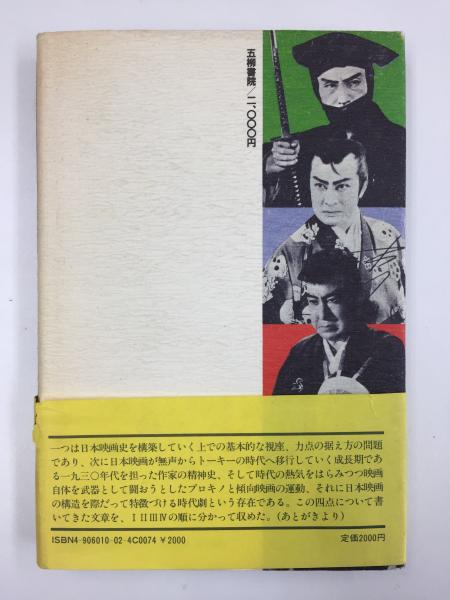 五柳書院/二、〇〇〇円
一つは日本映画史を構築していく上での基本的な視座、力点の据え方の問題
であり、次に日本映画が無声からトーキーの時代へ移行していく成長期であ
る一九三〇年代を担った作家の精神史、そして時代の熱気をはらみつつ映画
自体を武器として闘おうとしたプロキノと傾向映画の運動、それに日本映画
の構造を際だって特徴づける時代劇という存在である。この四点について書
いてきた文章を、ⅠⅡⅢⅣの順に分かって収めた。(あとがきより)
ISBN4-906010-02-4C0074 ¥2000
定価2000円